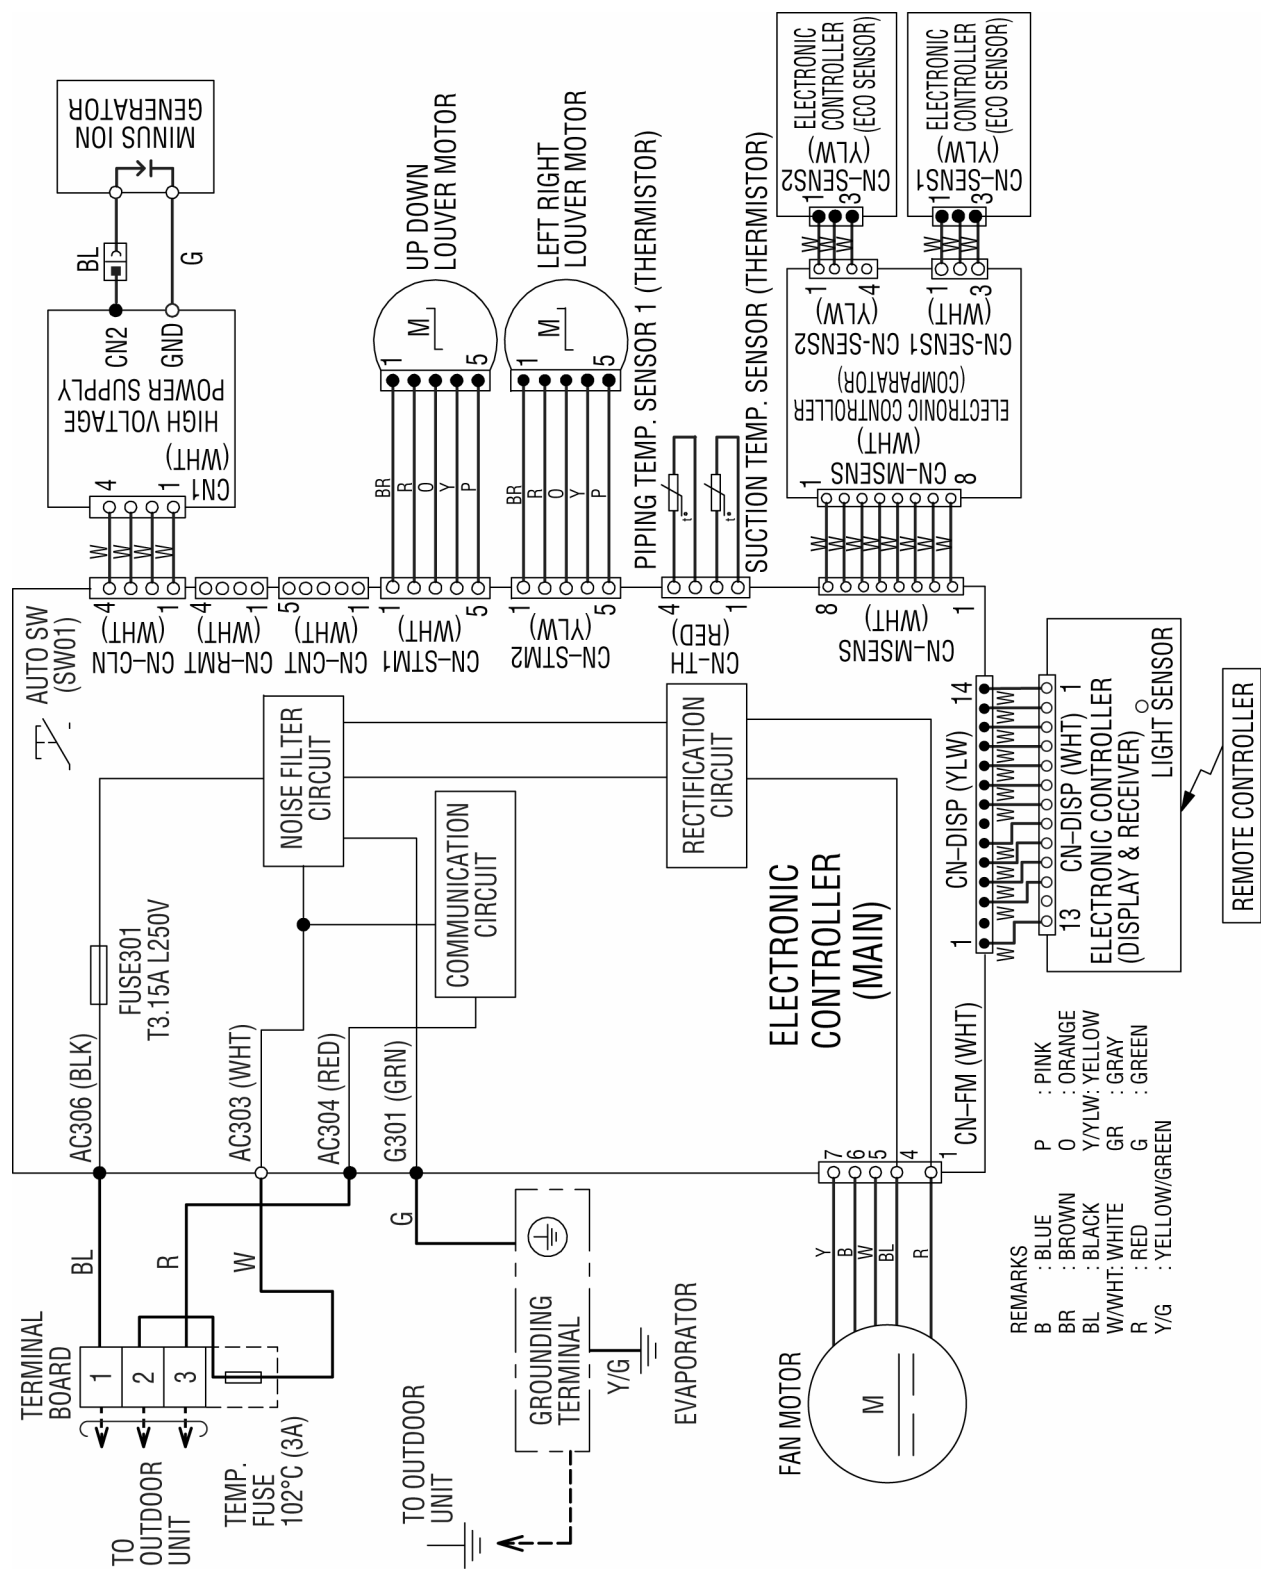 MINUS ION
GENERATOR
BL
G
CN2
GND
HIGH VOLTAGE
POWER SUPPLY
CN1
(WHT)
4
1
W
W
W
W
UP DOWN
LOUVER MOTOR
M
1
5
BR
R
O
Y
P
LEFT RIGHT
LOUVER MOTOR
M
1
5
BR
R
O
Y
P
PIPING TEMP. SENSOR 1 (THERMISTOR)
t°
t°
SUCTION TEMP. SENSOR (THERMISTOR)
ELECTRONIC
CONTROLLER
(ECO SENSOR)
CN-SENS2
(YLW)
1
3
W
W
W
ELECTRONIC
CONTROLLER
(ECO SENSOR)
CN-SENS1
(YLW)
1
3
W
W
W
1
4
CN-SENS2
(YLW)
1
3
CN-SENS1
(WHT)
ELECTRONIC CONTROLLER
(COMPARATOR)
CN-MSENS
(WHT)
1
8
W
W
W
W
W
W
W
W
AUTO SW
(SW01)
4
1
CN-CLN
(WHT)
4
1
CN-RMT
(WHT)
5
1
CN-CNT
(WHT)
1
5
CN-STM1
(WHT)
1
5
CN-STM2
(YLW)
4
1
CN-TH
(RED)
8
1
CN-MSENS
(WHT)
NOISE FILTER
CIRCUIT
RECTIFICATION
CIRCUIT
COMMUNICATION
CIRCUIT
FUSE301
T3.15A L250V
ELECTRONIC
CONTROLLER
(MAIN)
14
CN-DISP (YLW)
1
W
W
W
W
W
W
W
W
W
W
W
W
1
CN-DISP (WHT)
13
ELECTRONIC CONTROLLER
(DISPLAY & RECEIVER)
LIGHT SENSOR
REMOTE CONTROLLER
AC306 (BLK)
AC303 (WHT)
AC304 (RED)
G301 (GRN)
BL
R
W
G
TERMINAL
BOARD
1
2
3
TO
OUTDOOR
UNIT
TEMP.
FUSE
102°C (3A)
GROUNDING
TERMINAL
Y/G
EVAPORATOR
TO OUTDOOR
UNIT
CN-FM (WHT)
7
6
5
4
1
Y
B
W
BL
R
FAN MOTOR
M
REMARKS
B : BLUE P : PINK
BR : BROWN O : ORANGE
BL : BLACK Y/YLW: YELLOW
W/WHT: WHITE GR : GRAY
R : RED G : GREEN
Y/G : YELLOW/GREEN